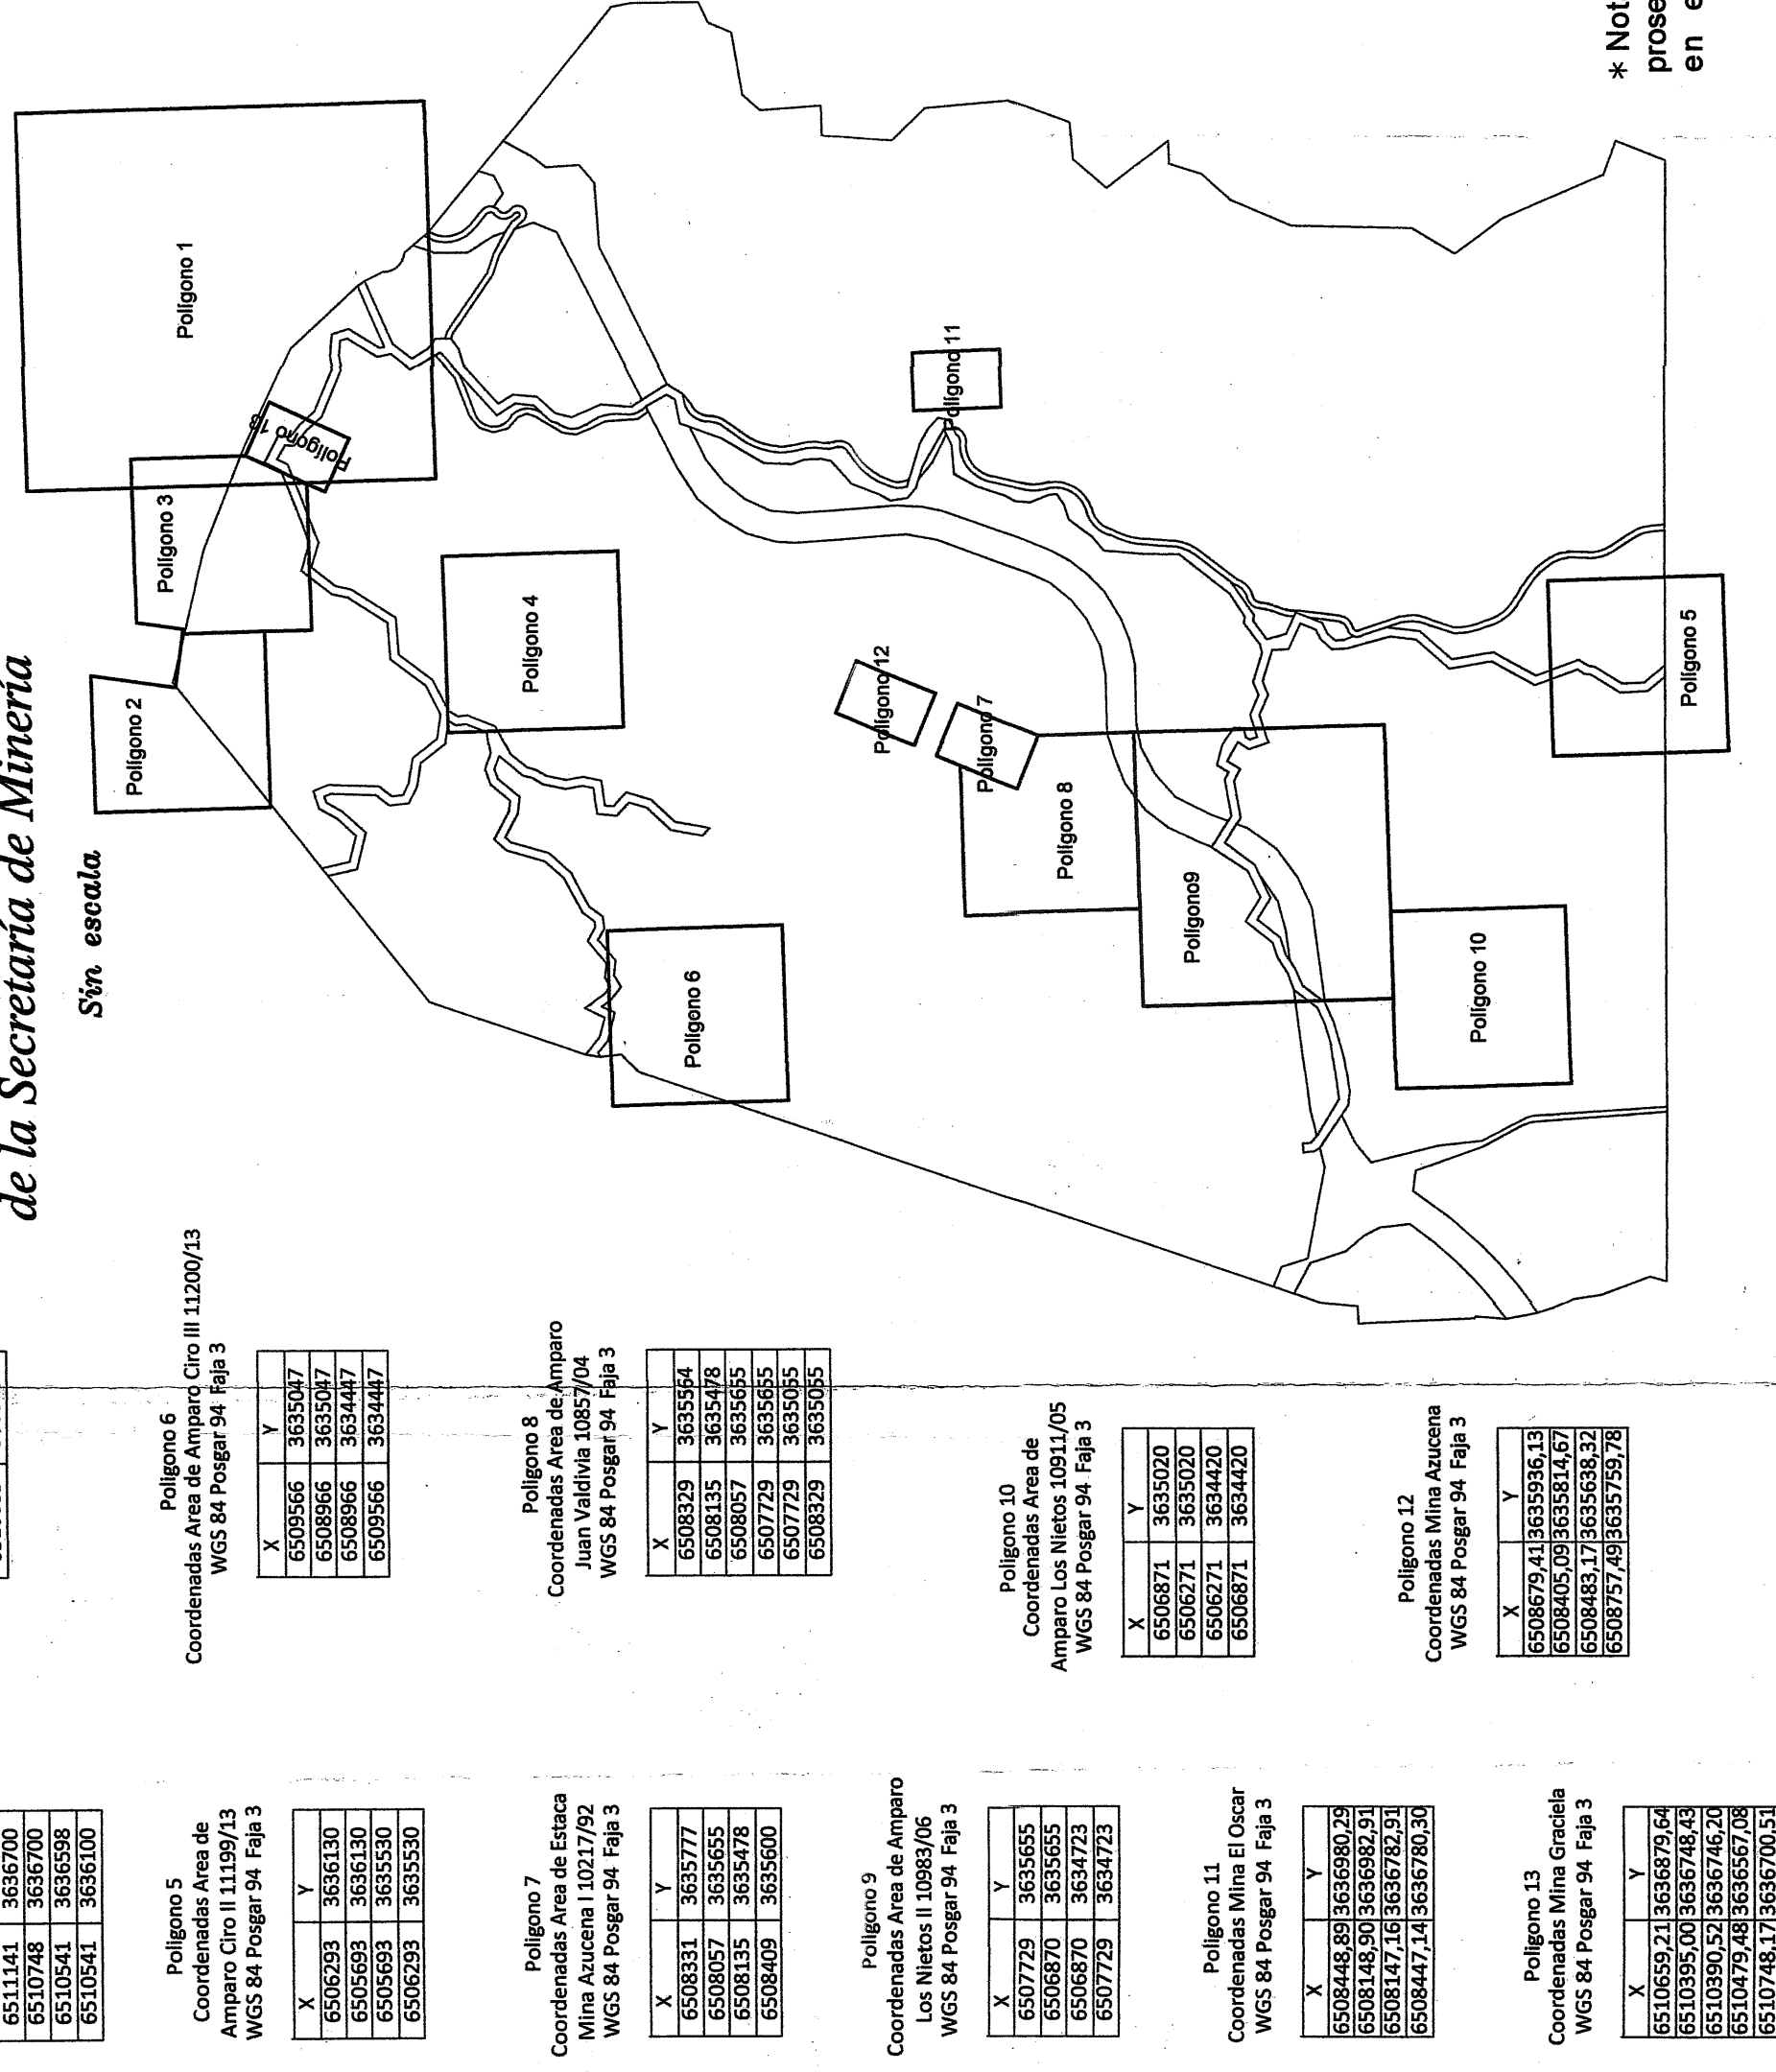 de la Secretaría de Minería
Sin escala
6511141 3636700
6510748 3636700
6510541 3636598
6510541 3636100
Poligono 5
Coordenadas Area de
Amparo Ciro II 11199/13
WGS 84 Posgar 94 Faja 3
X Y
6506293 3636130
6505693 3636130
6505693 3635530
6506293 3635530
Poligono 6
Coordenadas Area de Amparo Ciro III 11200/13
WGS 84 Posgar 94 Faja 3
X Y
6509566 3635047
6508966 3635047
6508966 3634447
6509566 3634447
Poligono 7
Coordenadas Area de Estaca
Mina Azucena I 10217/92
WGS 84 Posgar 94 Faja 3
X Y
6508331 3635777
6508057 3635655
6508135 3635478
6508409 3635600
Poligono 8
Coordenadas Area de Amparo
Juan Valdivia 10857/04
WGS 84 Posgar 94 Faja 3
X Y
6508329 3635564
6508135 3635478
6508057 3635655
6507729 3635655
6507729 3635055
6508329 3635055
Poligono 9
Coordenadas Area de Amparo
Los Nietos II 10983/06
WGS 84 Posgar 94 Faja 3
X Y
6507729 3635655
6506870 3635655
6506870 3634723
6507729 3634723
Poligono 10
Coordenadas Area de
Amparo Los Nietos 10911/05
WGS 84 Posgar 94 Faja 3
X Y
6506871 3635020
6506271 3635020
6506271 3634420
6506871 3634420
Poligono 11
Coordenadas Mina El Oscar
WGS 84 Posgar 94 Faja 3
X Y
6508448,89 3636980,29
6508148,90 3636982,91
6508147,16 3636782,91
6508447,14 3636780,30
Poligono 12
Coordenadas Mina Azucena
WGS 84 Posgar 94 Faja 3
X Y
6508679,41 3635936,13
6508405,09 3635814,67
6508483,17 3635638,32
6508757,49 3635759,78
Poligono 13
Coordenadas Mina Graciela
WGS 84 Posgar 94 Faja 3
X Y
6510659,21 3636879,64
6510395,00 3636748,43
6510390,52 3636746,20
6510479,48 3636567,08
6510748,17 3636700,51
Polígono 1
Polígono 2
Polígono 3
Polígono 13
Polígono 4
Polígono 6
Polígono 12
Polígono 7
Polígono 11
Polígono 8
Polígono9
Polígono 10
Polígono 5
* Not
prose
en e